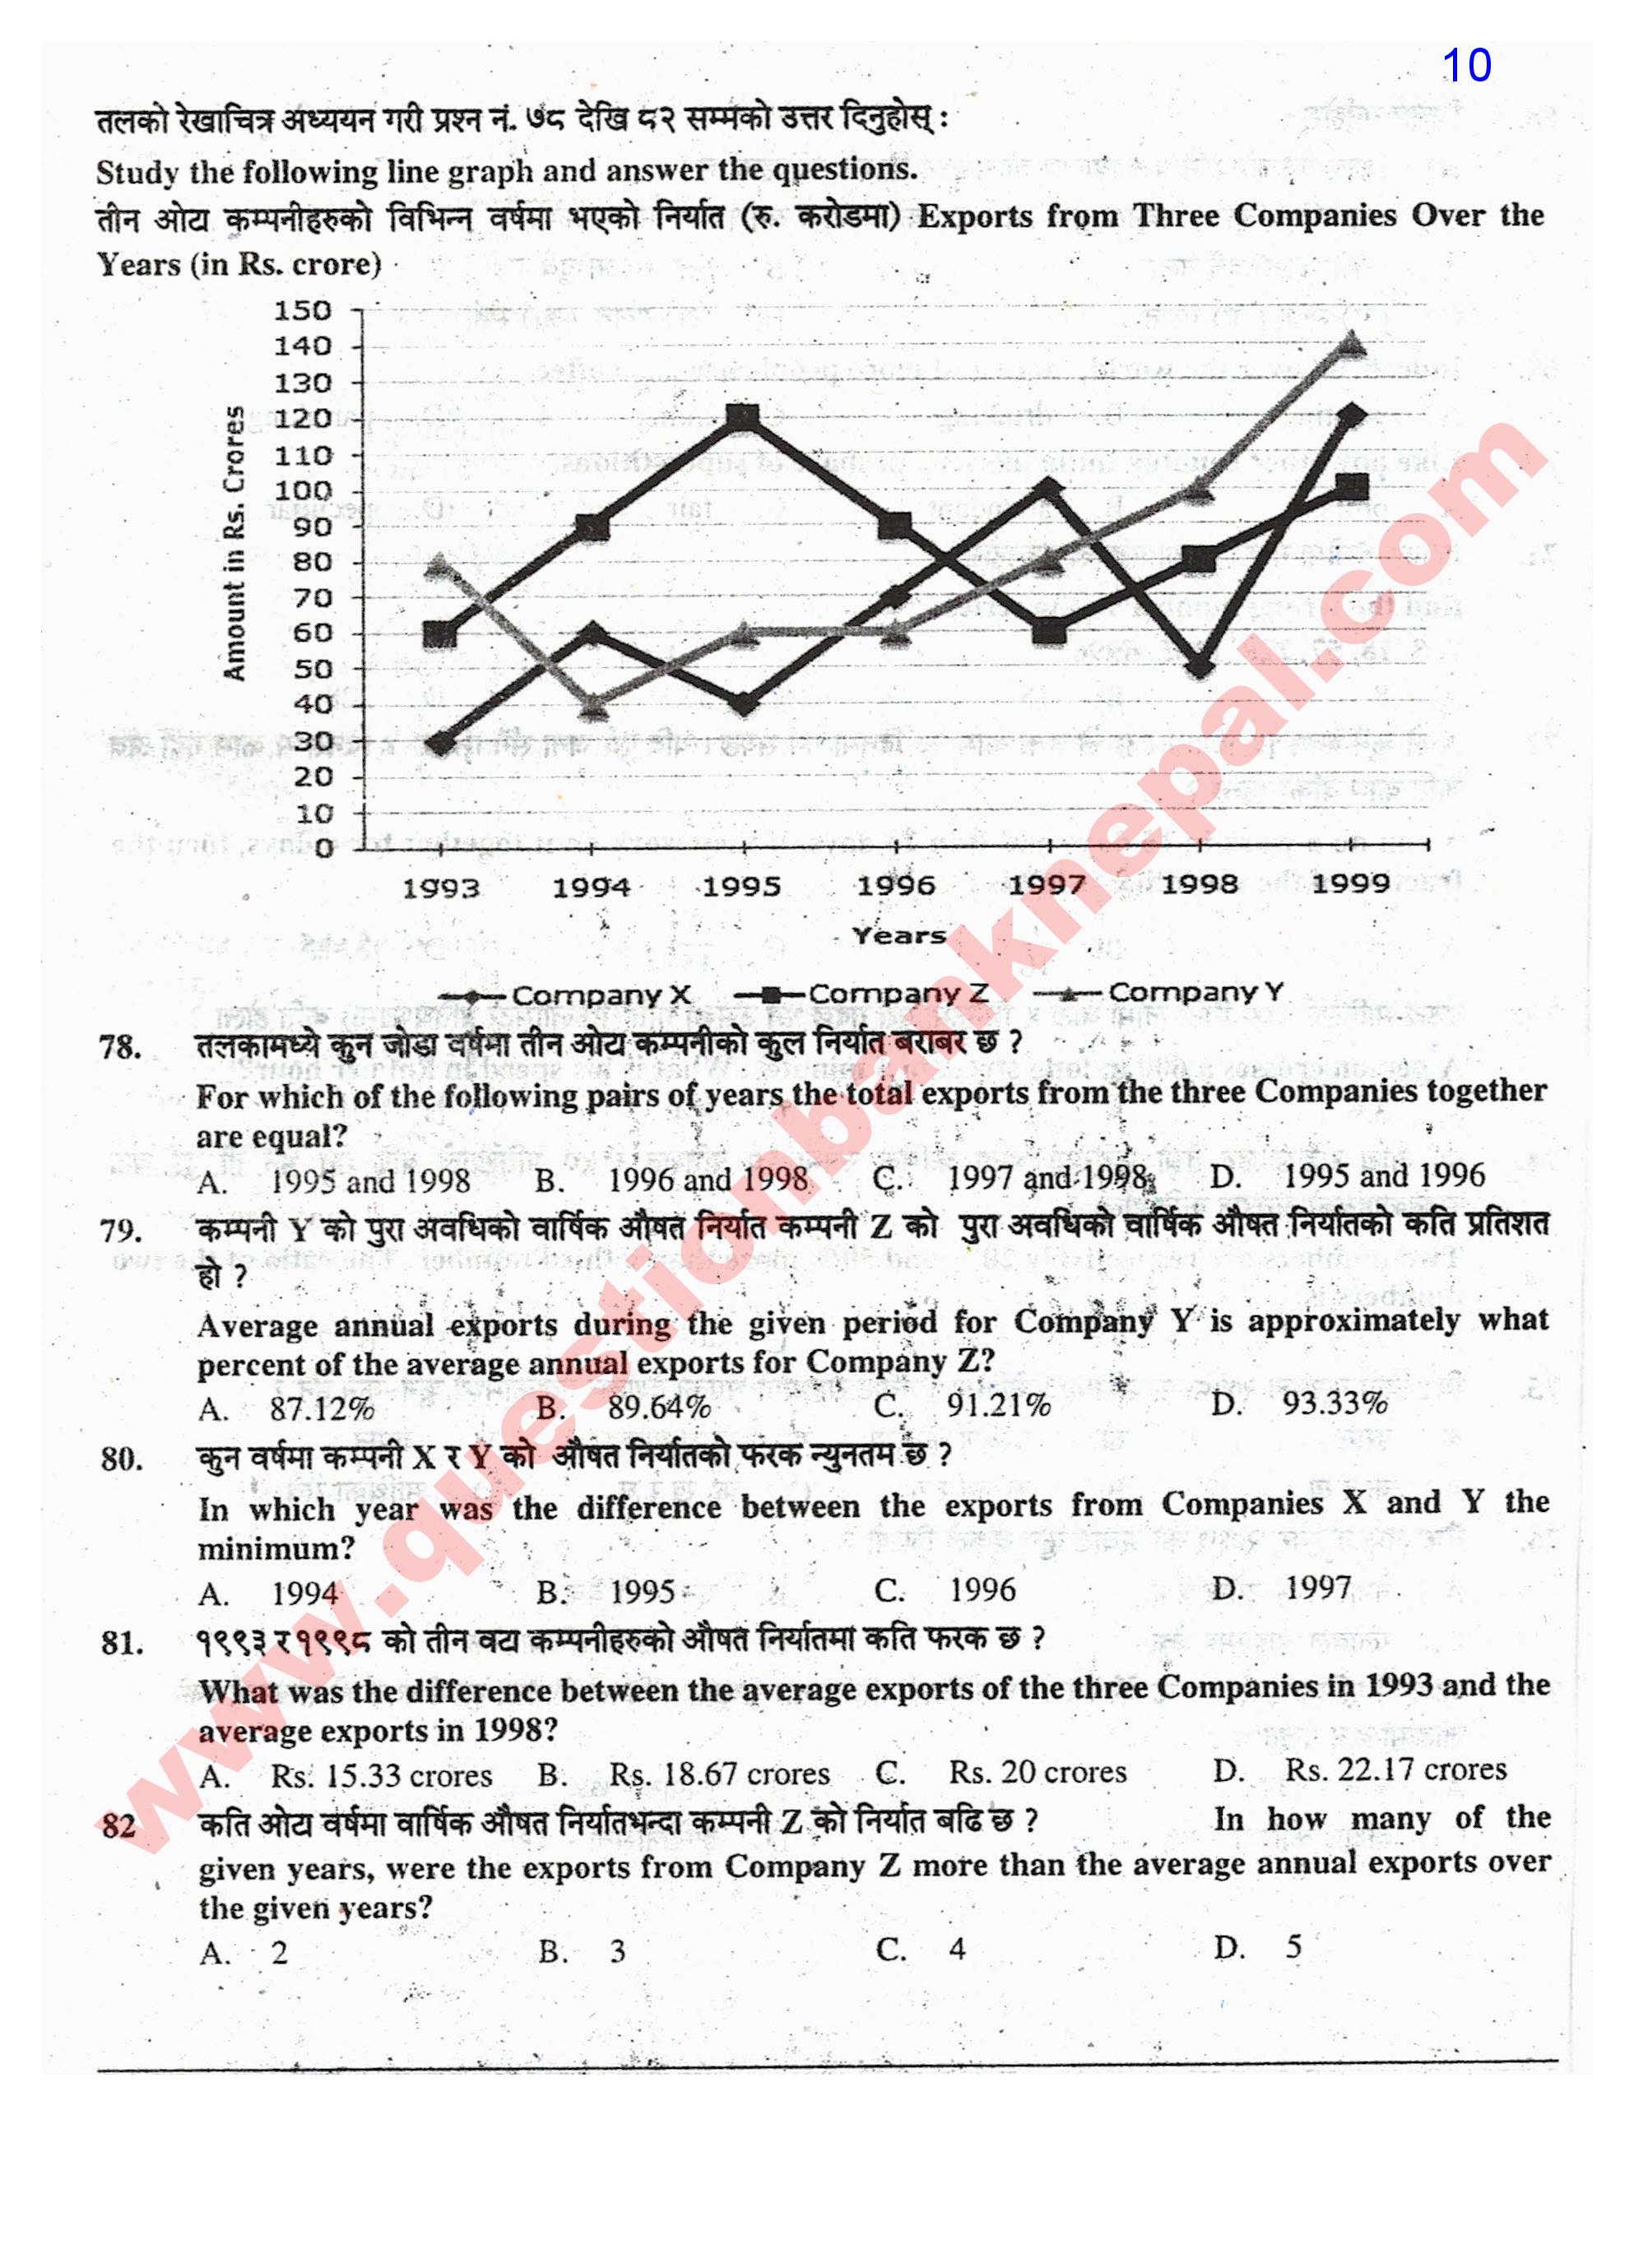 10
तलको रेखाचित्र अध्ययन गरी प्रश्न नं. ७८ देखि ८२ सम्मको उत्तर दिनुहोस् :
Study the following line graph and answer the questions.
तीन ओटा कम्पनीहरुको विभिन्न वर्षमा भएको निर्यात (रु. करोडमा) Exports from Three Companies Over the
Years (in Rs. crore)
150
140
130
120
110
100
90
80
70
60
50
40
30
20
10
0
Amount in Rs. Crores
1993 1994 1995 1996 1997 1998 1999
Years
Company X Company Z Company Y
78. तलकामध्ये कुन जोडा वर्षमा तीन ओटा कम्पनीको कुल निर्यात बराबर छ ?
For which of the following pairs of years the total exports from the three Companies together
are equal?
A. 1995 and 1998 B. 1996 and 1998 C. 1997 and 1998 D. 1995 and 1996
79. कम्पनी Y को पुरा अवधिको वार्षिक औषत निर्यात कम्पनी Z को पुरा अवधिको वार्षिक औषत निर्यातको कति प्रतिशत
हो ?
Average annual exports during the given period for Company Y is approximately what
percent of the average annual exports for Company Z?
A. 87.12% B. 89.64% C. 91.21% D. 93.33%
80. कुन वर्षमा कम्पनी X र Y को औषत निर्यातको फरक न्युनतम छ ?
In which year was the difference between the exports from Companies X and Y the
minimum?
A. 1994 B. 1995 C. 1996 D. 1997
81. १९९३ र १९९८ को तीन वटा कम्पनीहरुको औषत निर्यातमा कति फरक छ ?
What was the difference between the average exports of the three Companies in 1993 and the
average exports in 1998?
A. Rs. 15.33 crores B. Rs. 18.67 crores C. Rs. 20 crores D. Rs. 22.17 crores
82 कति ओटा वर्षमा वार्षिक औषत निर्यातभन्दा कम्पनी Z को निर्यात बढि छ ? In how many of the
given years, were the exports from Company Z more than the average annual exports over
the given years?
A. 2 B. 3 C. 4 D. 5
www.questionbanknepal.com